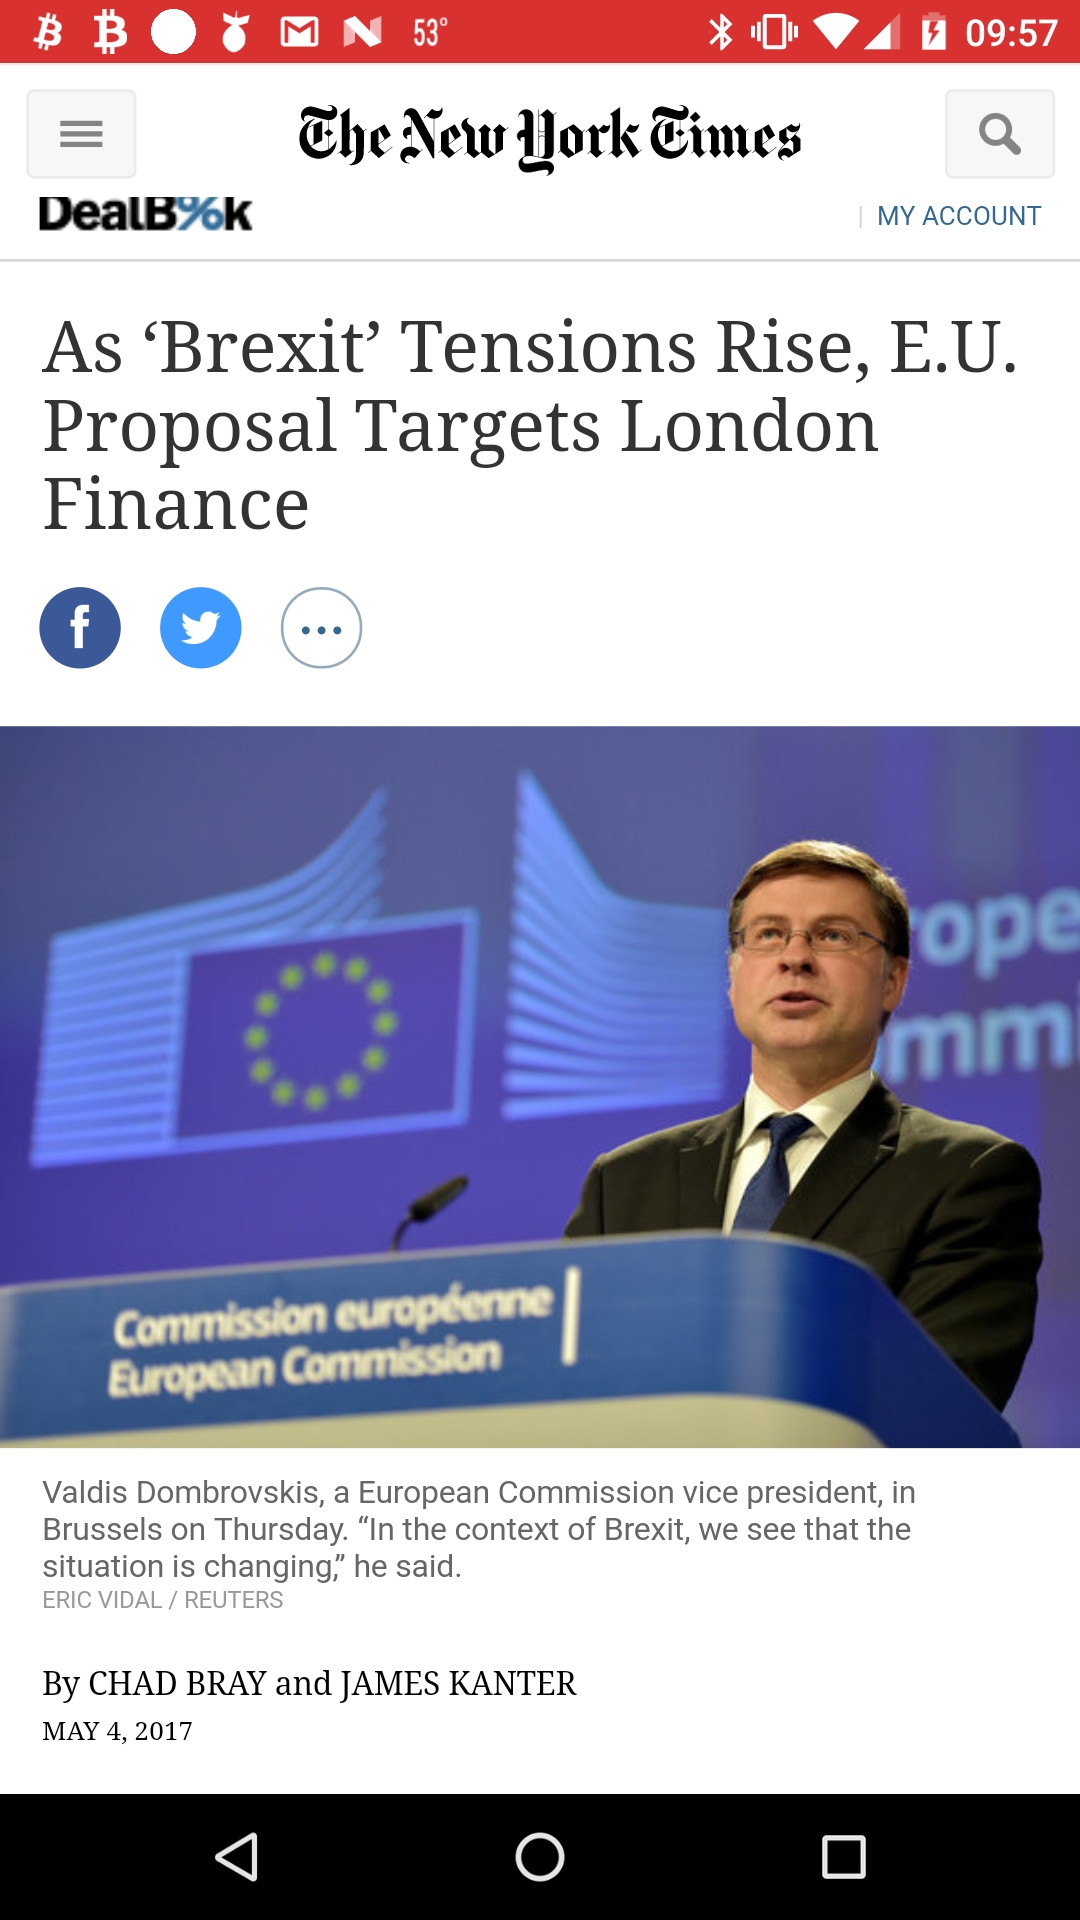 53° 09:57
The New York Times
DealB%k
| MY ACCOUNT
As ‘Brexit’ Tensions Rise, E.U.
Proposal Targets London
Finance
f
rope
mmi
Commission européenne
European Commission
Valdis Dombrovskis, a European Commission vice president, in
Brussels on Thursday. “In the context of Brexit, we see that the
situation is changing,” he said.
ERIC VIDAL / REUTERS
By CHAD BRAY and JAMES KANTER
MAY 4, 2017